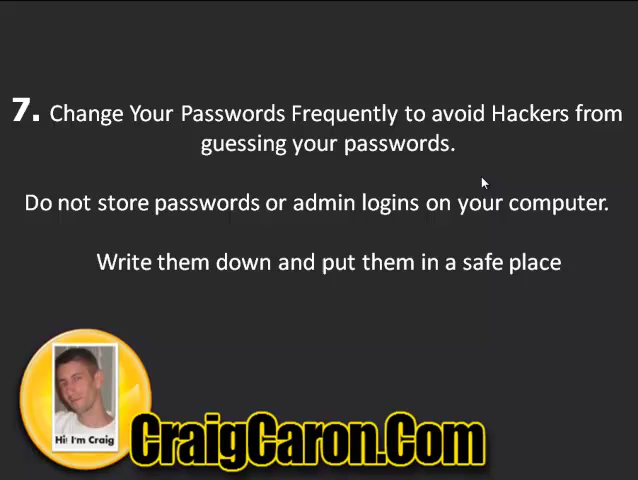 7. Change Your Passwords Frequently to avoid Hackers from
guessing your passwords.
Do not store passwords or admin logins on your computer.
Write them down and put them in a safe place
Hi! I'm Craig
CraigCaron.Com